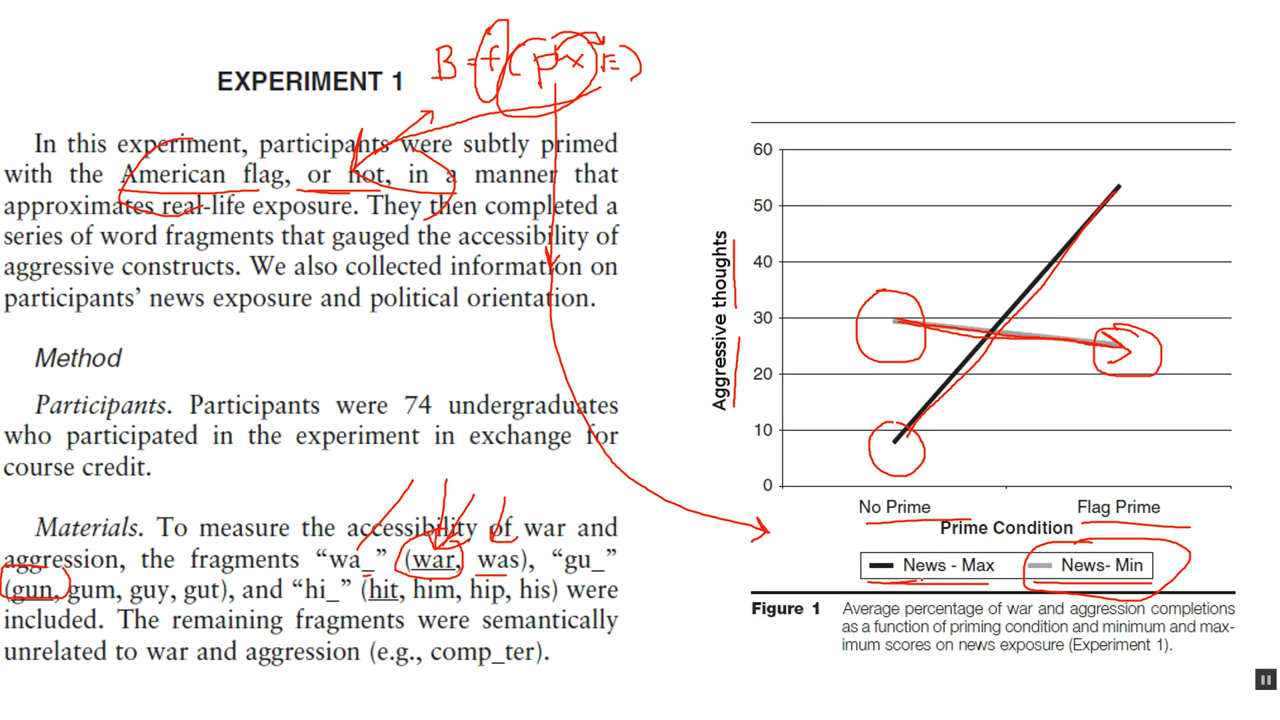 B = f(P x E)
EXPERIMENT 1
In this experiment, participants were subtly primed
with the American flag, or not, in a manner that
approximates real-life exposure. They then completed a
series of word fragments that gauged the accessibility of
aggressive constructs. We also collected information on
participants’ news exposure and political orientation.
Method
Participants. Participants were 74 undergraduates
who participated in the experiment in exchange for
course credit.
Materials. To measure the accessibility of war and
aggression, the fragments “wa_” (war, was), “gu_”
(gun, gum, guy, gut), and “hi_” (hit, him, hip, his) were
included. The remaining fragments were semantically
unrelated to war and aggression (e.g., comp_ter).
Aggressive thoughts
60
50
40
30
20
10
0
No Prime Flag Prime
Prime Condition
News - Max News- Min
Figure 1 Average percentage of war and aggression completions
as a function of priming condition and minimum and max-
imum scores on news exposure (Experiment 1).